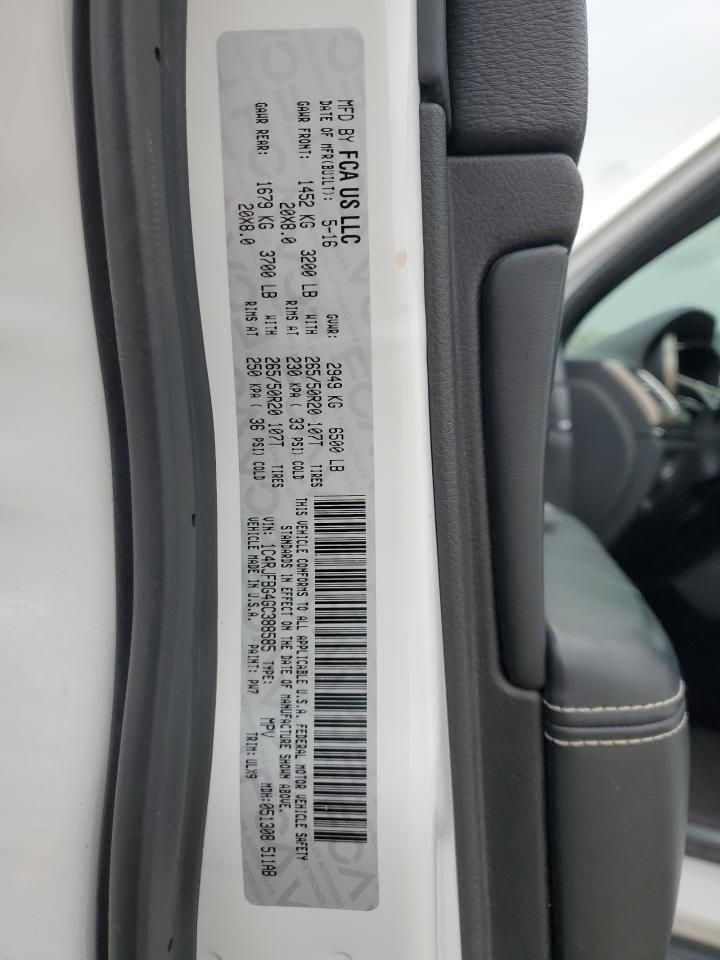 MFD BY FCA US LLC
DATE OF MFR(BUILT): 5-16 GVWR: 2949 KG 6500 LB
GAWR FRONT: 1452 KG 3200 LB WITH 265/50R20 107T TIRES
20X8.0 RIMS AT 230 KPA ( 33 PSI) COLD
GAWR REAR: 1679 KG 3700 LB WITH 265/50R20 107T TIRES
20X8.0 RIMS AT 250 KPA ( 36 PSI) COLD
THIS VEHICLE CONFORMS TO ALL APPLICABLE U.S.A. FEDERAL MOTOR VEHICLE SAFETY
STANDARDS IN EFFECT ON THE DATE OF MANUFACTURE SHOWN ABOVE.
VIN: 1C4RJFBG4GC388585 TYPE: MPV MDH:051308 511AB
VEHICLE MADE IN U.S.A. PAINT: PW7 TRIM: ULX9